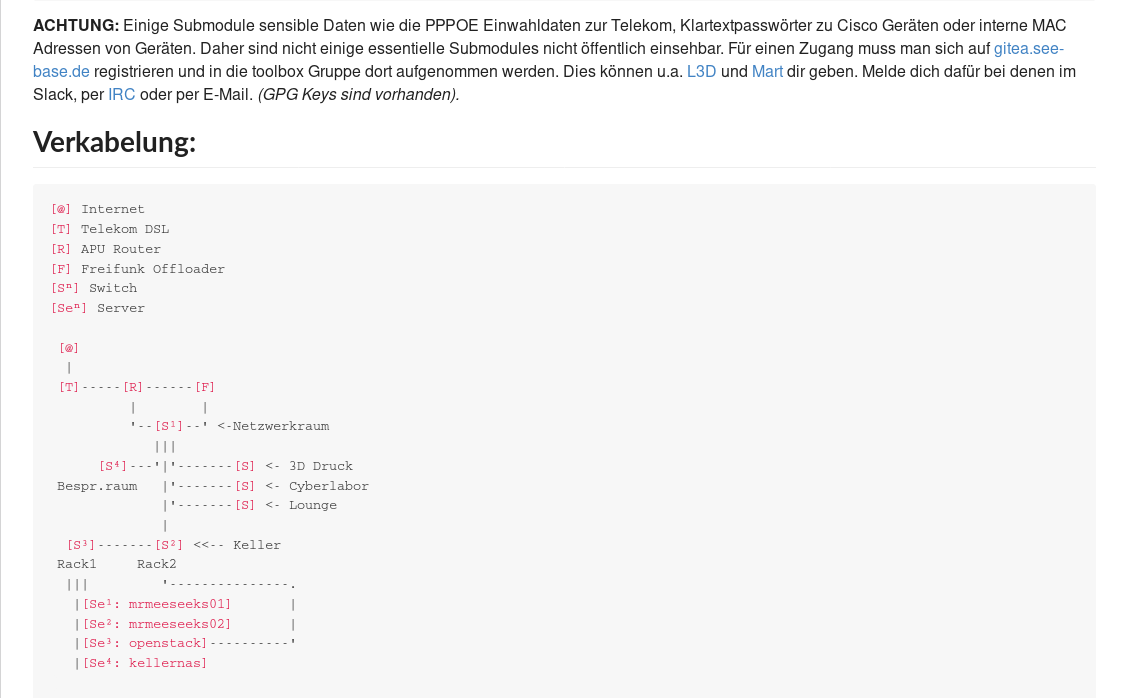 ACHTUNG: Einige Submodule sensible Daten wie die PPPOE Einwahldaten zur Telekom, Klartextpasswörter zu Cisco Geräten oder interne MAC
Adressen von Geräten. Daher sind nicht einige essentielle Submodules nicht öffentlich einsehbar. Für einen Zugang muss man sich auf gitea.see-
base.de registrieren und in die toolbox Gruppe dort aufgenommen werden. Dies können u.a. L3D und Mart dir geben. Melde dich dafür bei denen im
Slack, per IRC oder per E-Mail. (GPG Keys sind vorhanden).
Verkabelung:
[@] Internet
[T] Telekom DSL
[R] APU Router
[F] Freifunk Offloader
[Sⁿ] Switch
[Seⁿ] Server
 [@]
  |
 [T]-----[R]------[F]
          |        |
          '--[S¹]--' <-Netzwerkraum
             |||
      [S⁴]---'|'-------[S] <- 3D Druck
 Bespr.raum   |'-------[S] <- Cyberlabor
              |'-------[S] <- Lounge
              |
  [S³]-------[S²] <<-- Keller
 Rack1     Rack2
  |||         '---------------.
   |[Se¹: mrmeeseeks01]       |
   |[Se²: mrmeeseeks02]       |
   |[Se³: openstack]----------'
   |[Se⁴: kellernas]